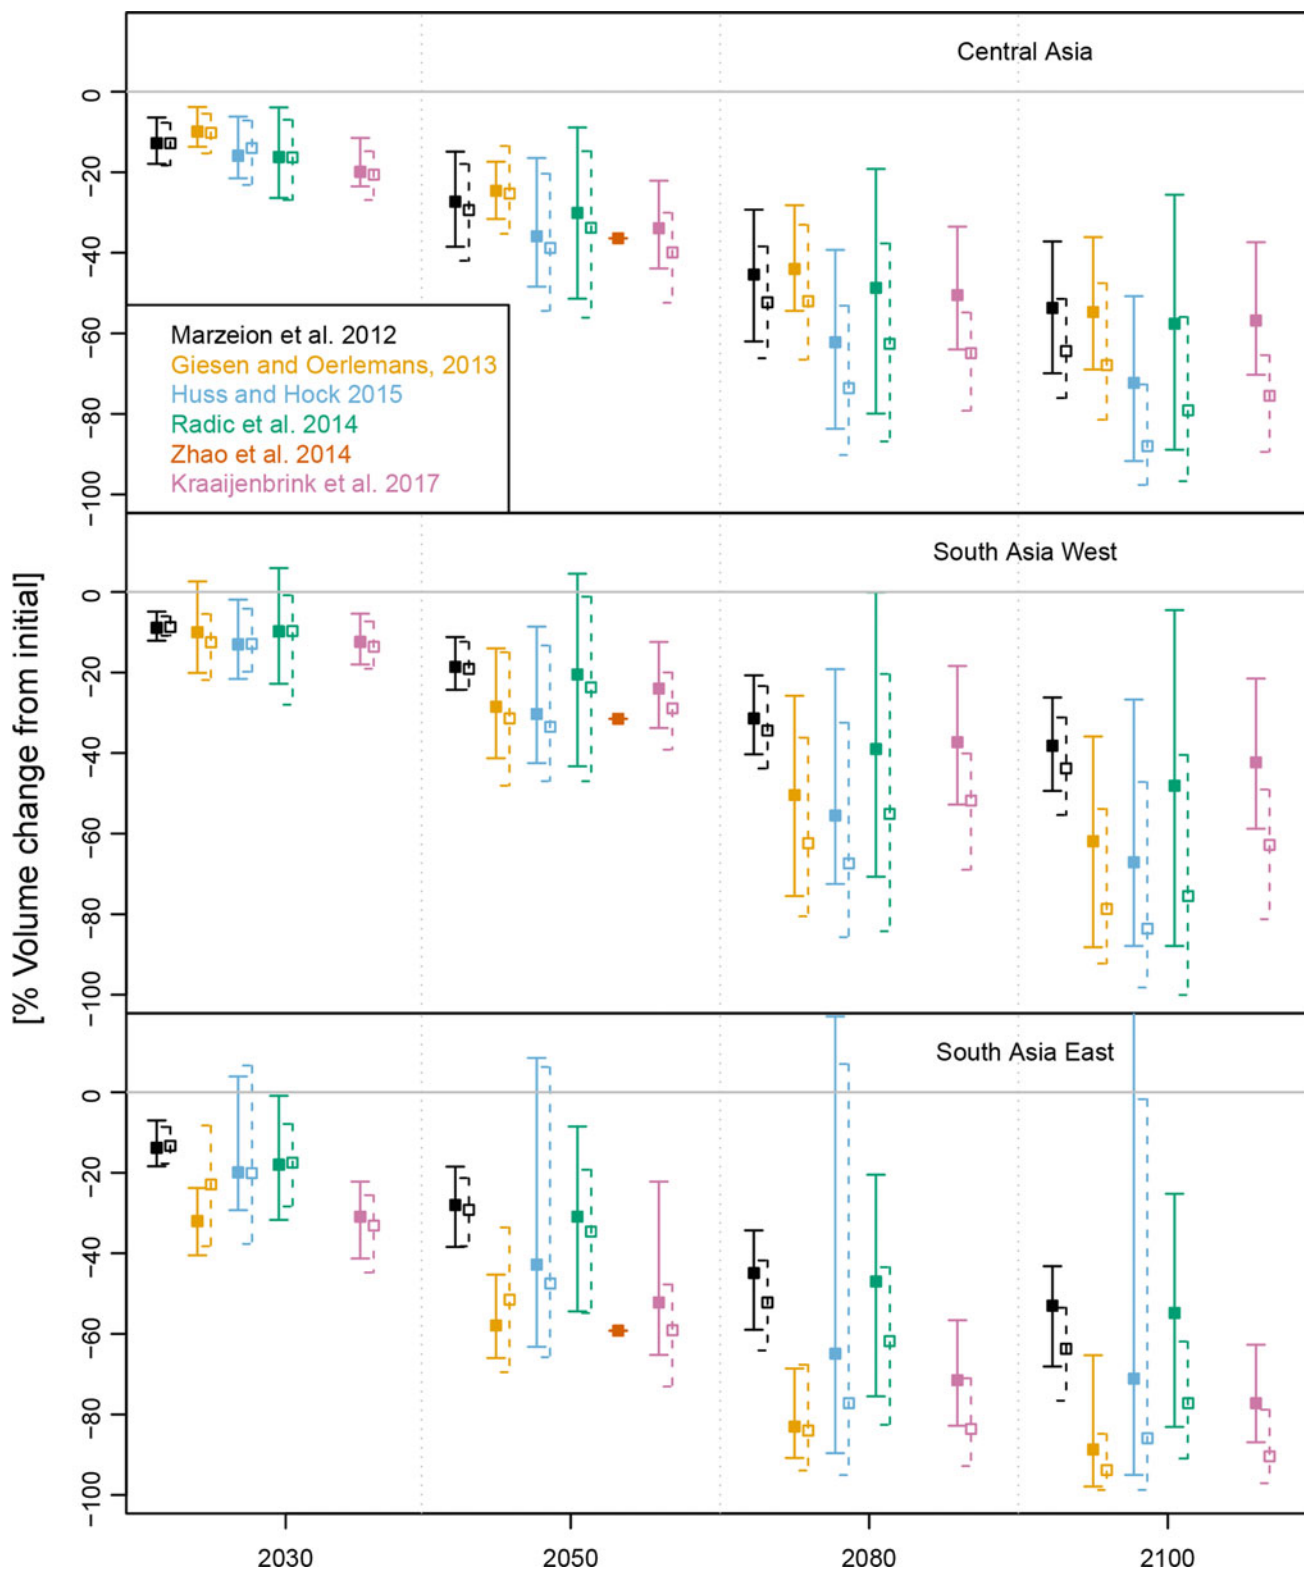 [% Volume change from initial]
Central Asia
0
−20
−40
−60
−80
−100
Marzeion et al. 2012
Giesen and Oerlemans, 2013
Huss and Hock 2015
Radic et al. 2014
Zhao et al. 2014
Kraaijenbrink et al. 2017
South Asia West
0
−20
−40
−60
−80
−100
South Asia East
0
−20
−40
−60
−80
−100
2030 2050 2080 2100